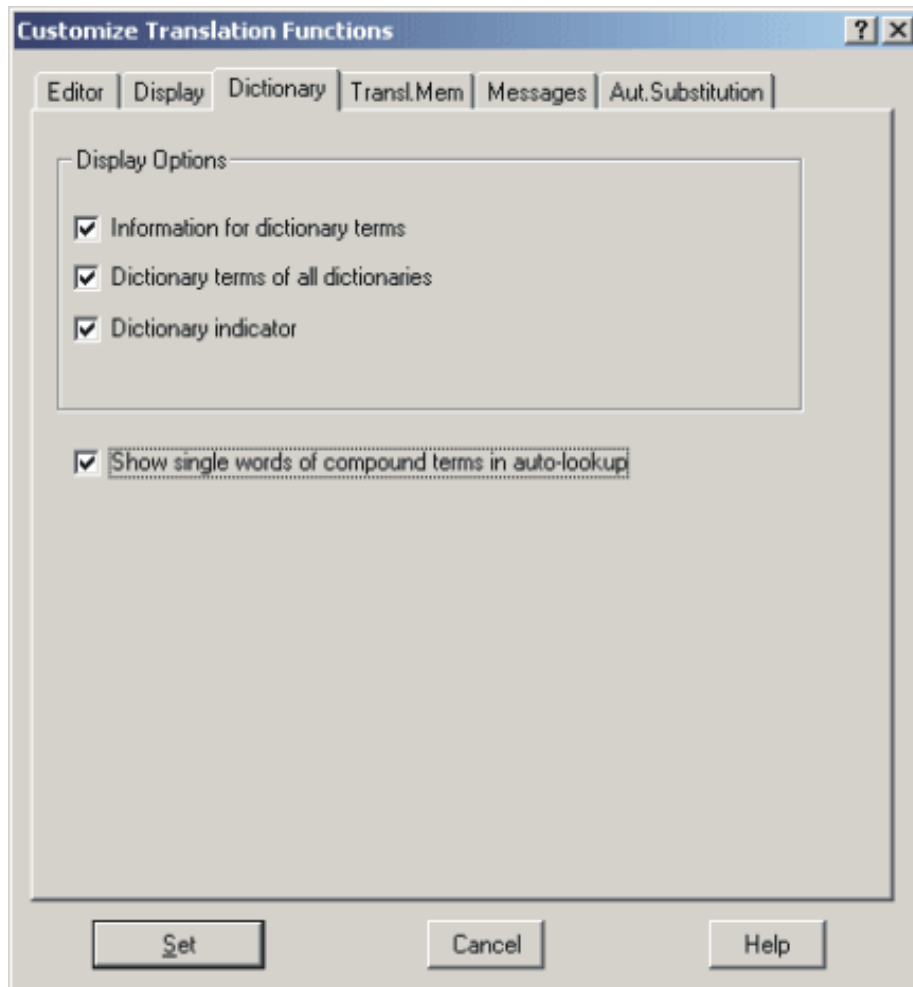 Customize Translation Functions
Editor Display Dictionary Transl.Mem Messages Aut.Substitution
Display Options
Information for dictionary terms
Dictionary terms of all dictionaries
Dictionary indicator
Show single words of compound terms in auto-lookup
Set Cancel Help